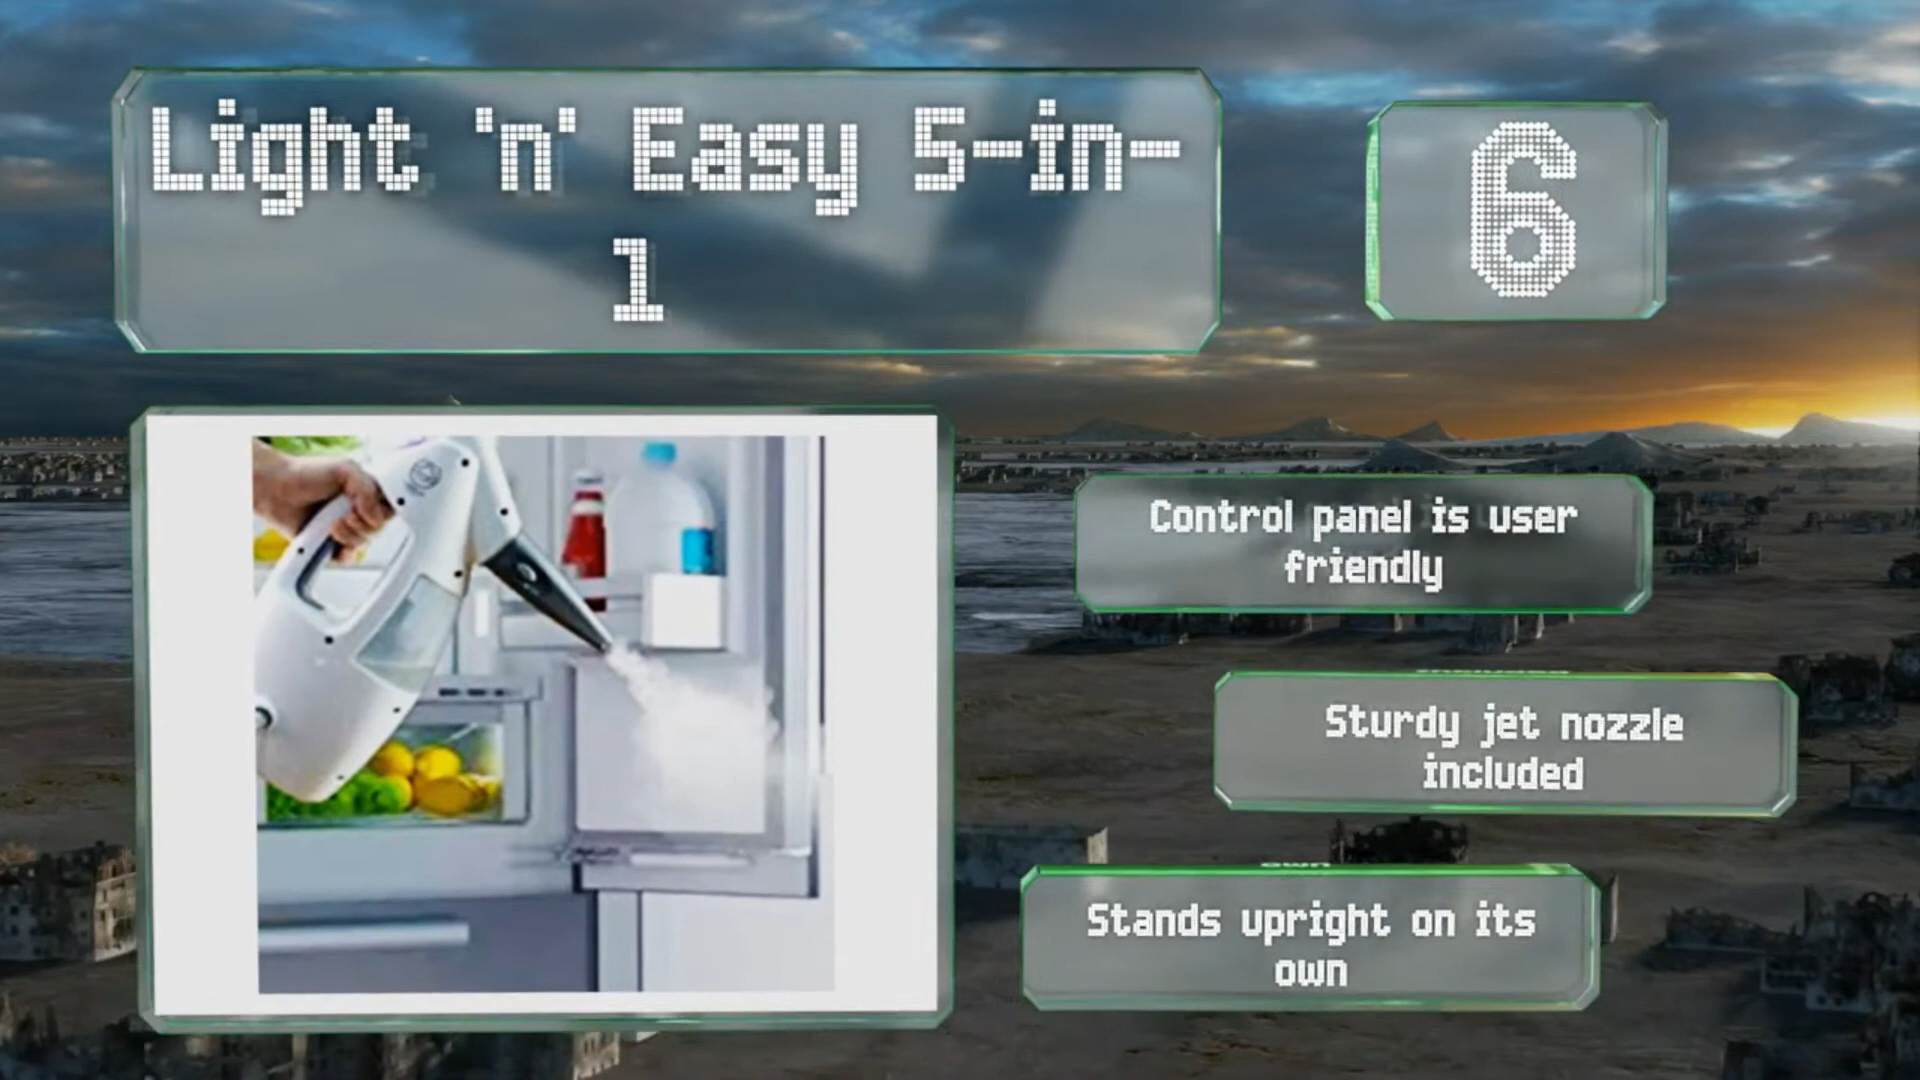 Light 'n' Easy 5-in-
1
6
Control panel is user
friendly
Sturdy jet nozzle
included
Stands upright on its
own